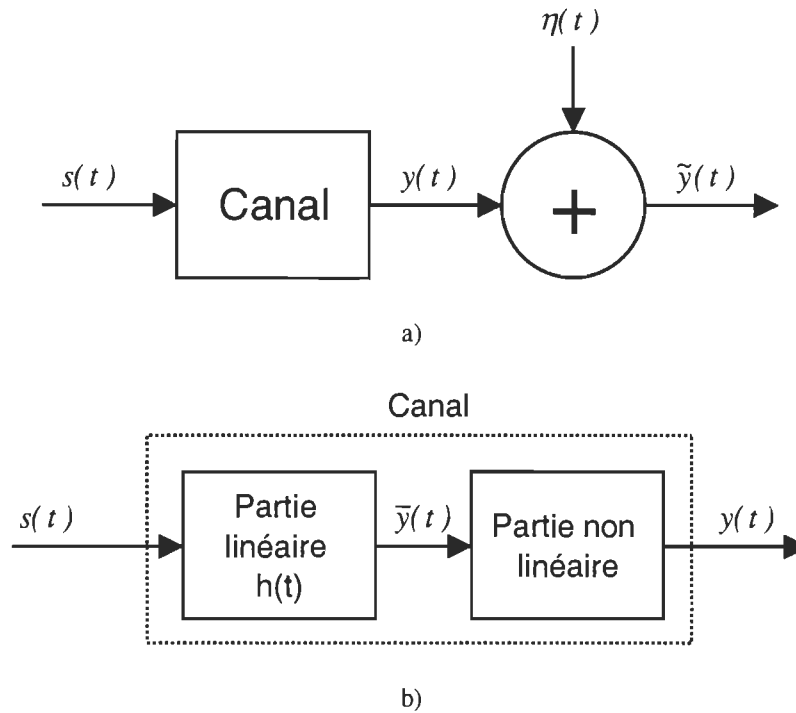 η(t)
s(t)
Canal
y(t)
+
ỹ(t)
a)
Canal
s(t)
Partie
linéaire
h(t)
ȳ(t)
Partie non
linéaire
y(t)
b)